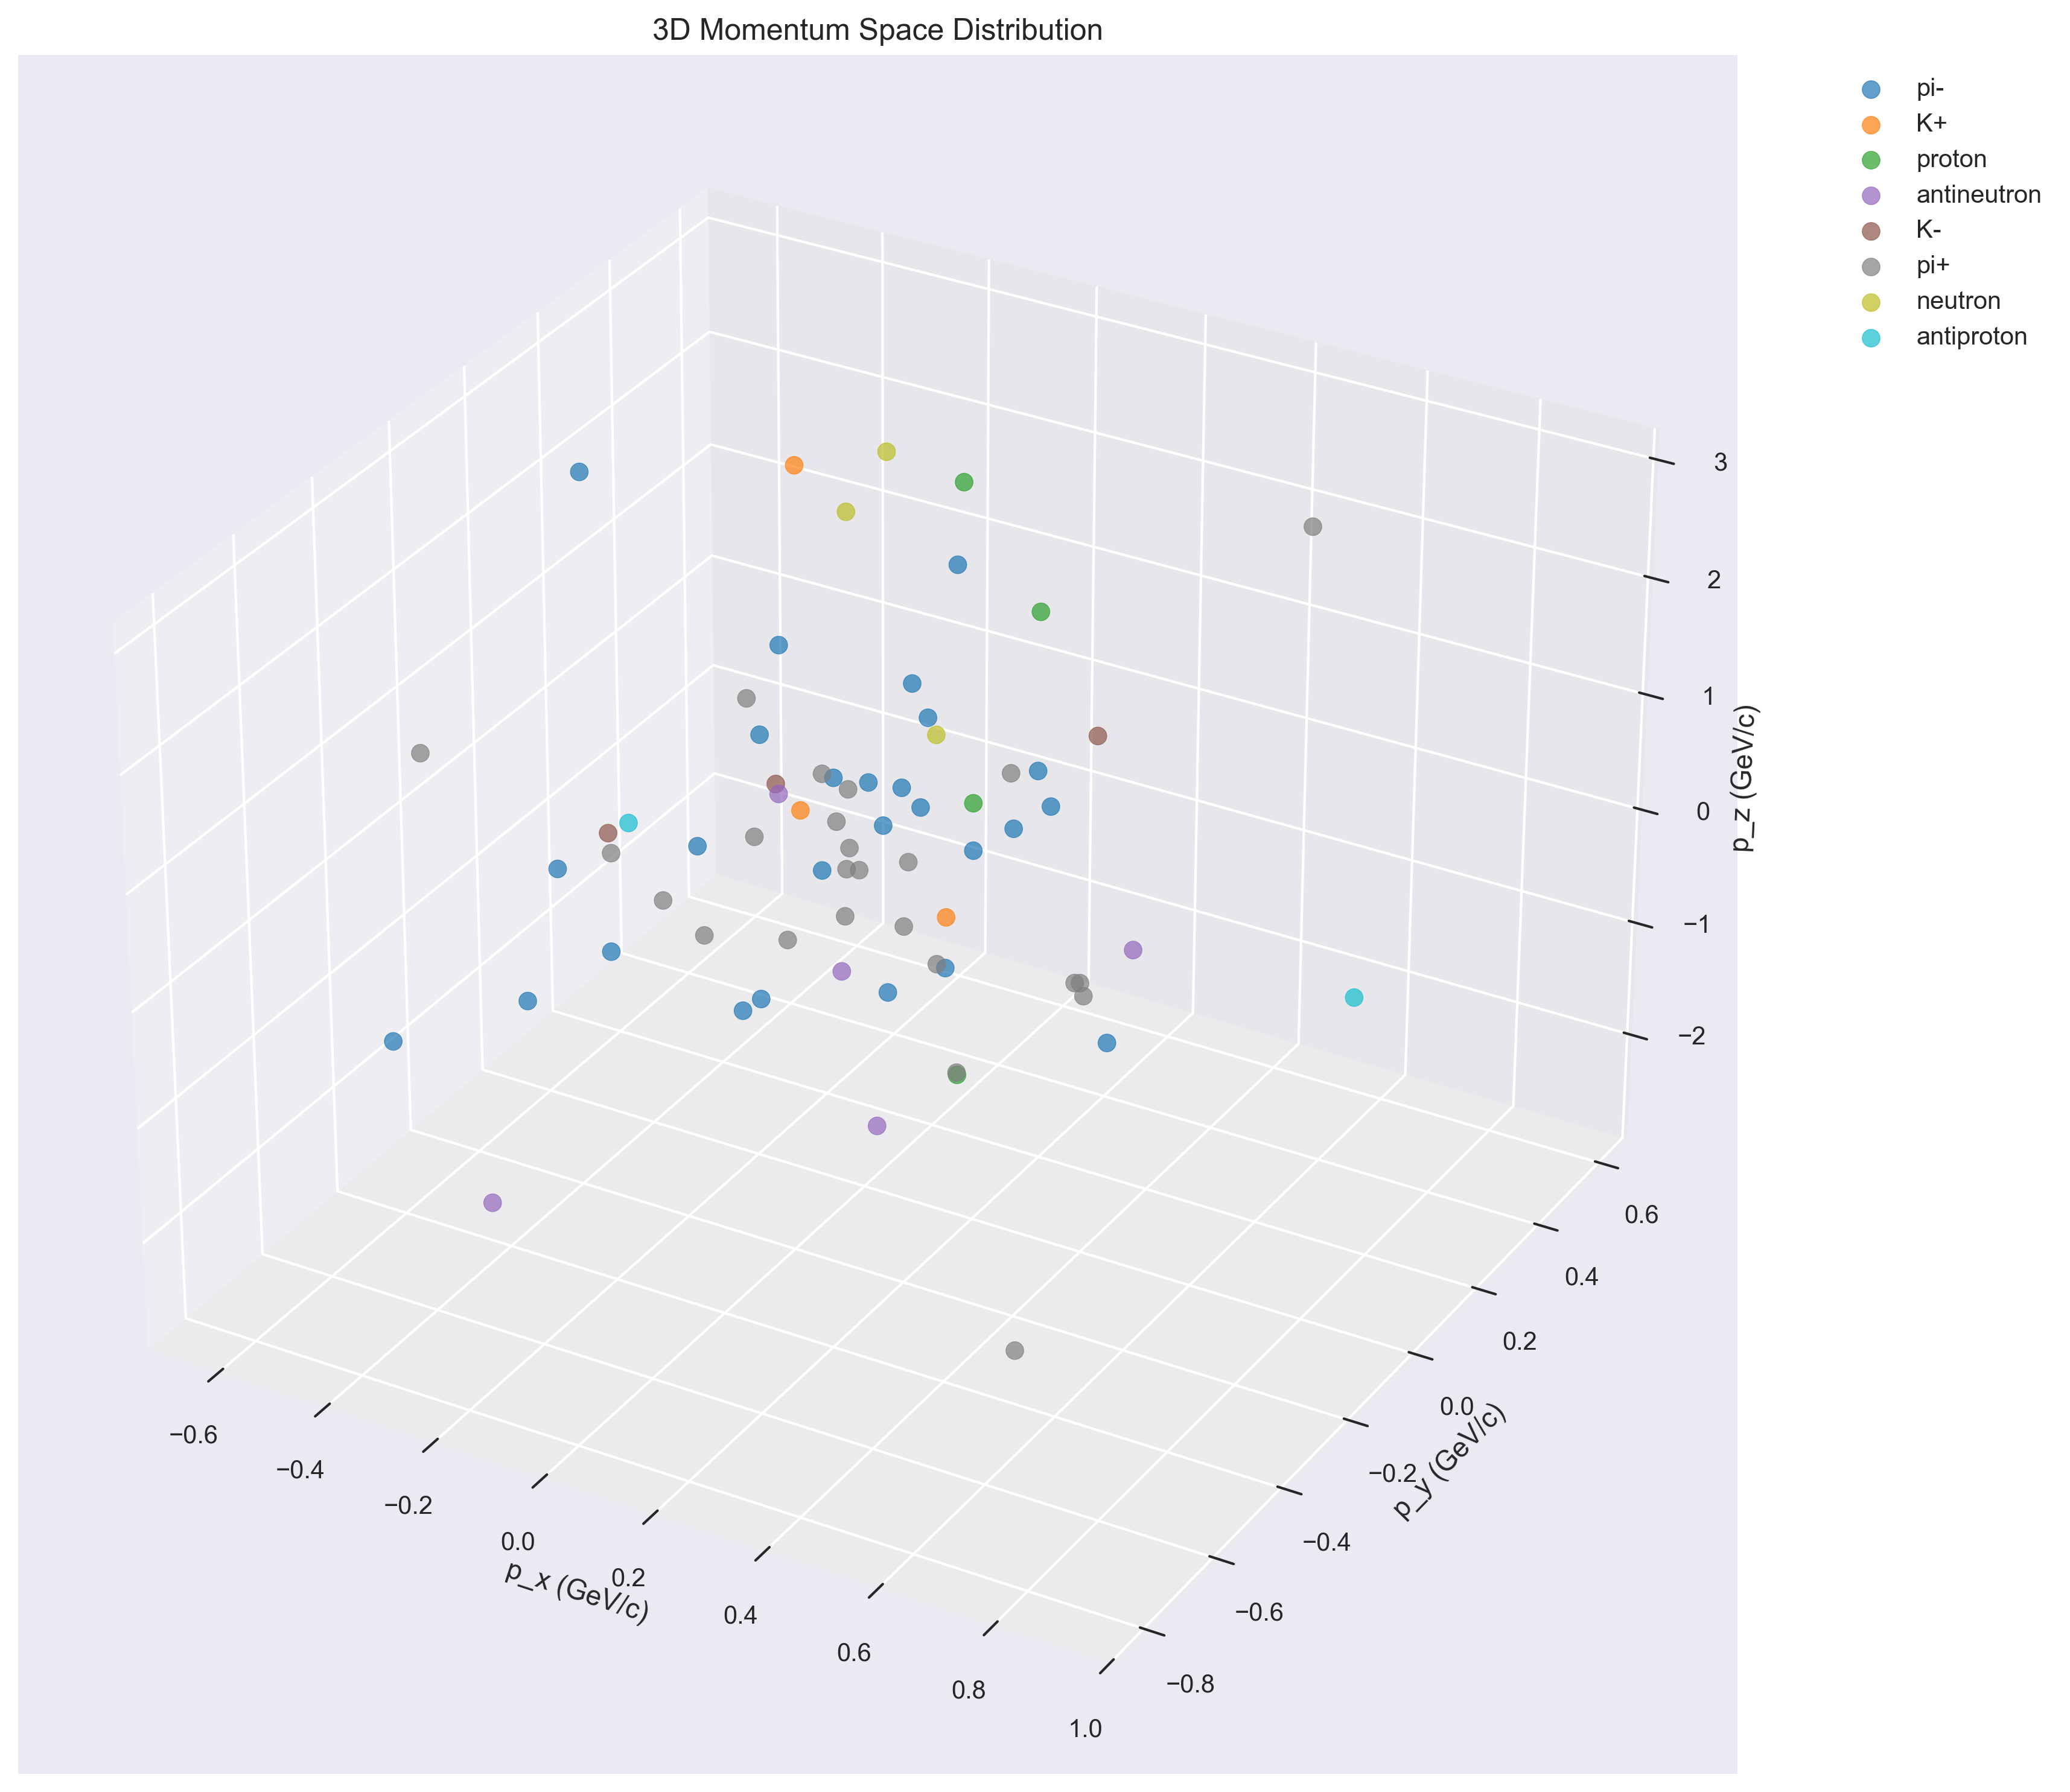 3D Momentum Space Distribution
pi-
K+
proton
antineutron
K-
pi+
neutron
antiproton
3
2
1
0
−1
−2
p_z (GeV/c)
0.6
0.4
0.2
0.0
−0.2
−0.4
−0.6
−0.8
p_y (GeV/c)
−0.6
−0.4
−0.2
0.0
0.2
0.4
0.6
0.8
1.0
p_x (GeV/c)